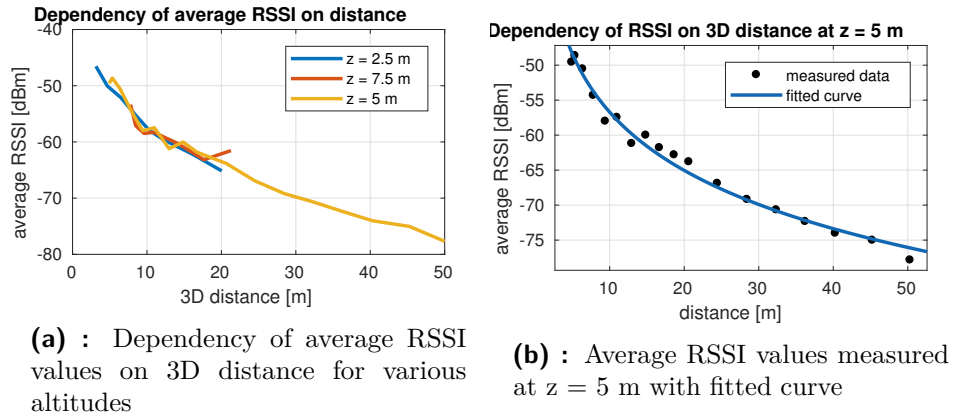 Dependency of average RSSI on distance
-40
-50
-60
-70
-80
average RSSI [dBm]
z = 2.5 m
z = 7.5 m
z = 5 m
0 10 20 30 40 50
3D distance [m]
(a) : Dependency of average RSSI
values on 3D distance for various
altitudes
Dependency of RSSI on 3D distance at z = 5 m
-50
-55
-60
-65
-70
-75
average RSSI [dBm]
measured data
fitted curve
10 20 30 40 50
distance [m]
(b) : Average RSSI values measured
at z = 5 m with fitted curve